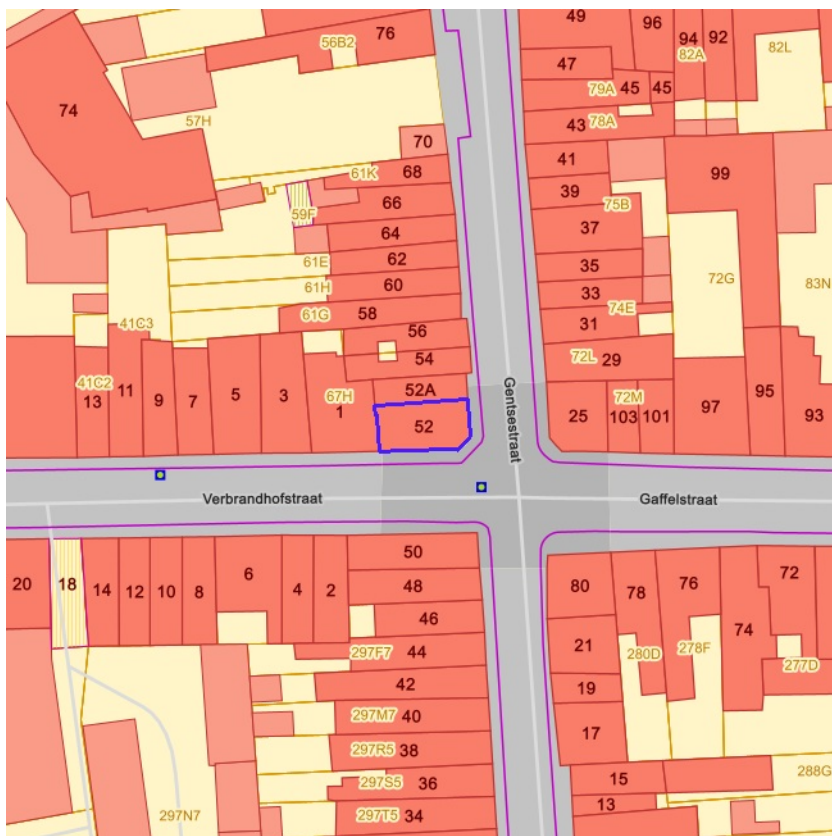 49
96
94
92
76
56B2
82A
82L
47
79A
45
45
74
57H
43
78A
70
41
61K
68
99
39
75B
59F
66
37
64
61E
62
35
72G
83N
61H
60
33
74E
61G
58
31
41C3
56
72L
29
54
41C2
13
11
9
7
5
3
67H
1
52A
52
Gentsestraat
25
72M
103
101
97
95
93
Verbrandhofstraat
Gaffelstraat
20
18
14
12
10
8
6
4
2
50
48
46
80
78
76
72
74
21
280D
278F
277D
297F7
44
42
19
297M7
40
17
297R5
38
297S5
36
15
288G
13
297N7
297T5
34